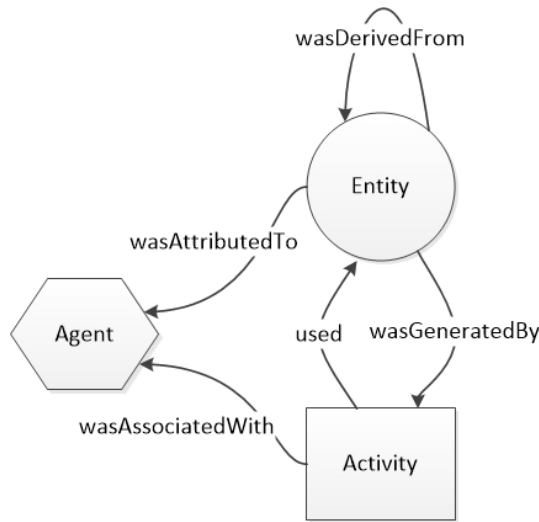 wasDerivedFrom
Entity
wasAttributedTo
Agent
used
wasGeneratedBy
wasAssociatedWith
Activity